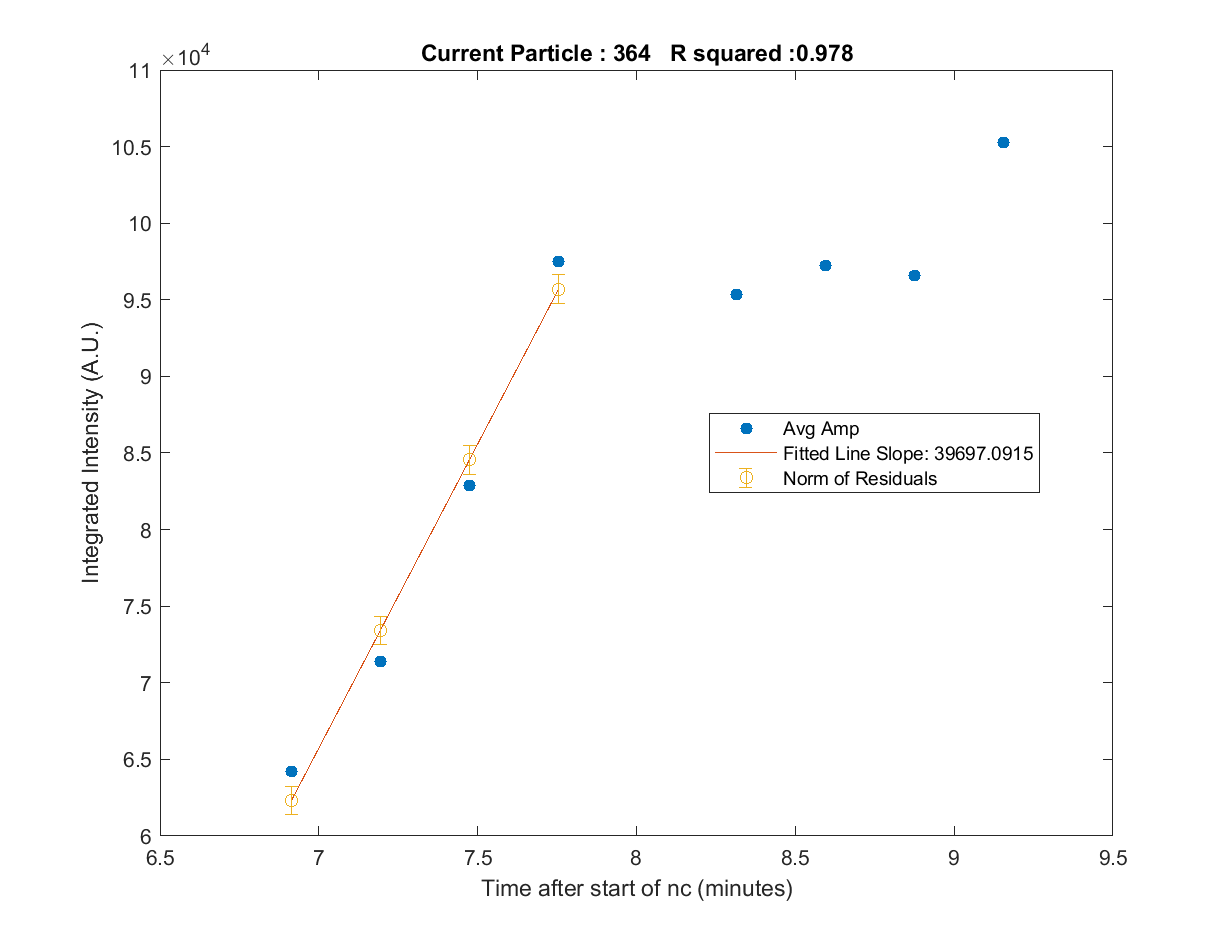 Current Particle : 364   R squared :0.978
×10^4
11
10.5
10
9.5
9
8.5
8
7.5
7
6.5
6
Integrated Intensity (A.U.)
Avg Amp
Fitted Line Slope: 39697.0915
Norm of Residuals
6.5 7 7.5 8 8.5 9 9.5
Time after start of nc (minutes)